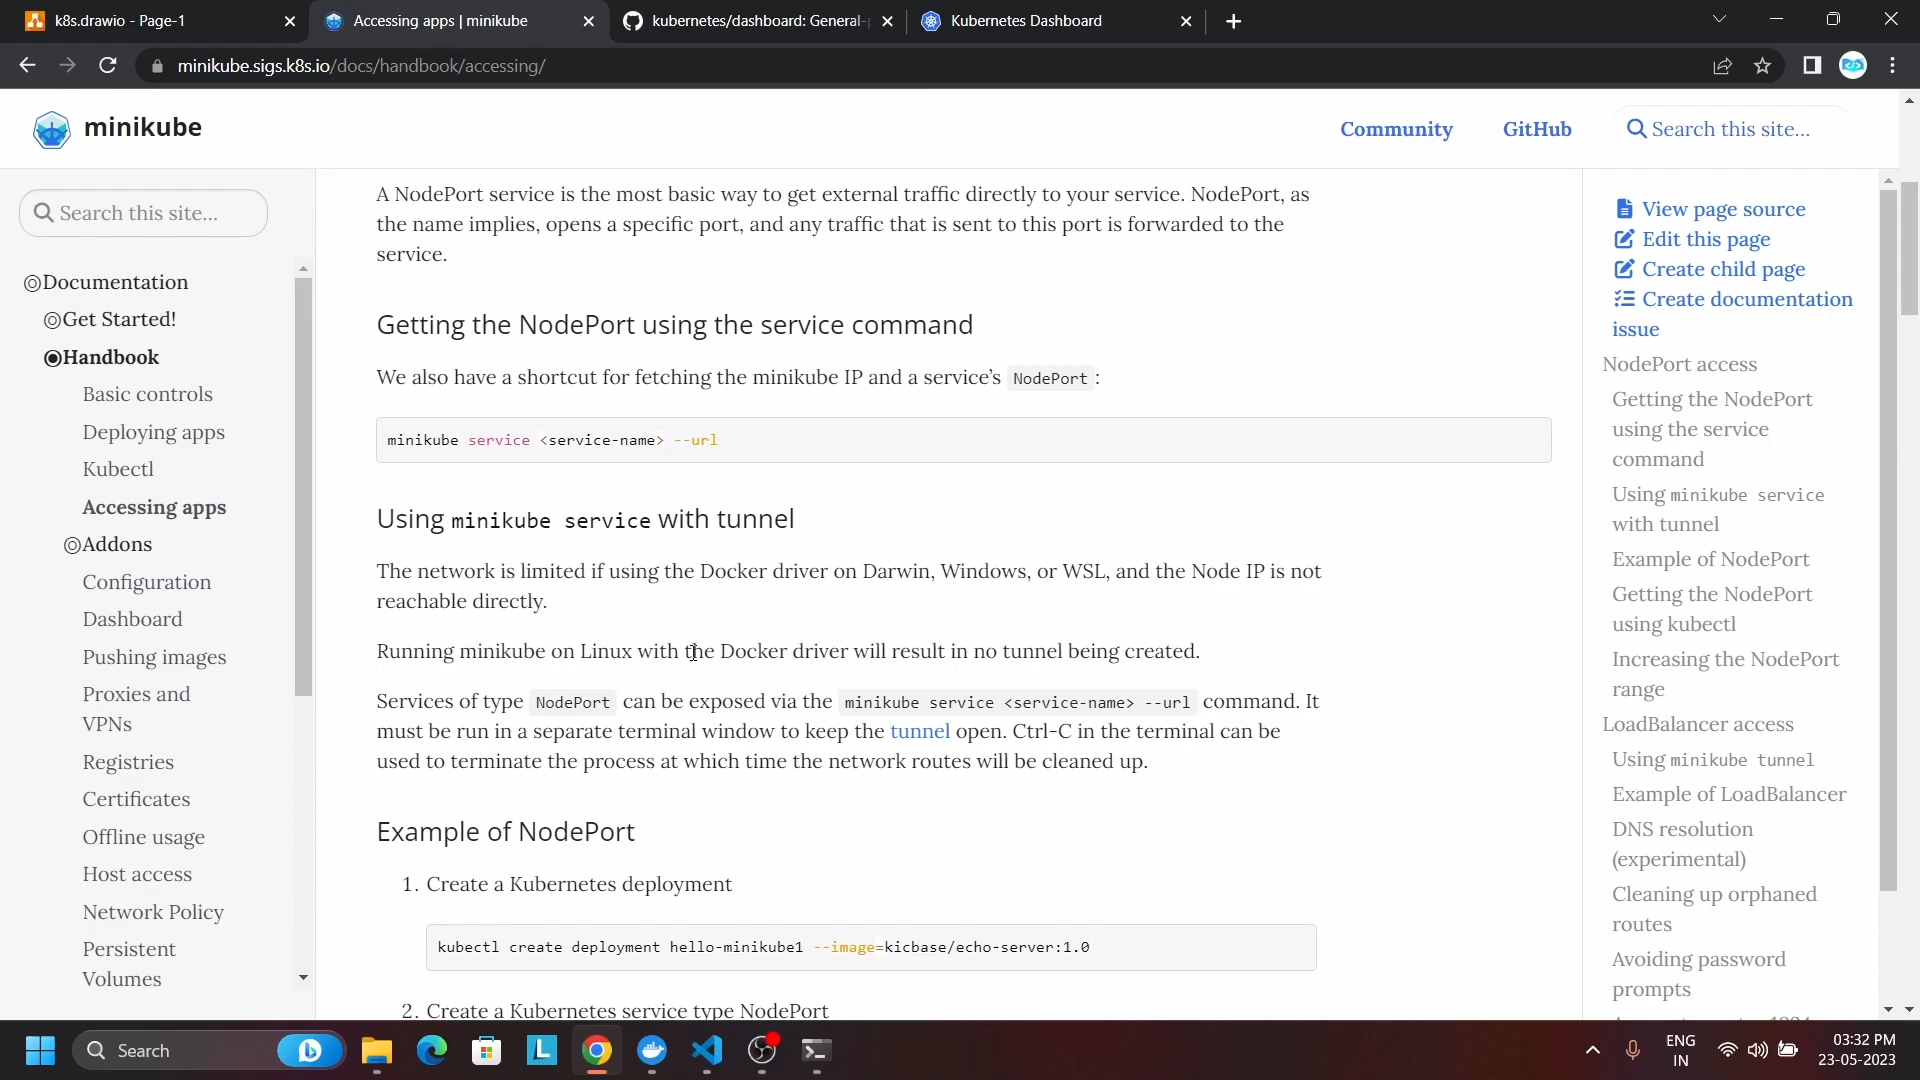 k8s.drawio - Page-1
Accessing apps | minikube
kubernetes/dashboard: General-
Kubernetes Dashboard
minikube.sigs.k8s.io/docs/handbook/accessing/
minikube
Community
GitHub
Search this site...
Search this site...
Documentation
Get Started!
Handbook
Basic controls
Deploying apps
Kubectl
Accessing apps
Addons
Configuration
Dashboard
Pushing images
Proxies and
VPNs
Registries
Certificates
Offline usage
Host access
Network Policy
Persistent
Volumes
A NodePort service is the most basic way to get external traffic directly to your service. NodePort, as
the name implies, opens a specific port, and any traffic that is sent to this port is forwarded to the
service.
Getting the NodePort using the service command
We also have a shortcut for fetching the minikube IP and a service’s NodePort:
minikube service <service-name> --url
Using minikube service with tunnel
The network is limited if using the Docker driver on Darwin, Windows, or WSL, and the Node IP is not
reachable directly.
Running minikube on Linux with the Docker driver will result in no tunnel being created.
Services of type NodePort can be exposed via the minikube service <service-name> --url command. It
must be run in a separate terminal window to keep the tunnel open. Ctrl-C in the terminal can be
used to terminate the process at which time the network routes will be cleaned up.
Example of NodePort
1. Create a Kubernetes deployment
kubectl create deployment hello-minikube1 --image=kicbase/echo-server:1.0
2. Create a Kubernetes service type NodePort
View page source
Edit this page
Create child page
Create documentation
issue
NodePort access
Getting the NodePort
using the service
command
Using minikube service
with tunnel
Example of NodePort
Getting the NodePort
using kubectl
Increasing the NodePort
range
LoadBalancer access
Using minikube tunnel
Example of LoadBalancer
DNS resolution
(experimental)
Cleaning up orphaned
routes
Avoiding password
prompts
Search
ENG
IN
03:32 PM
23-05-2023